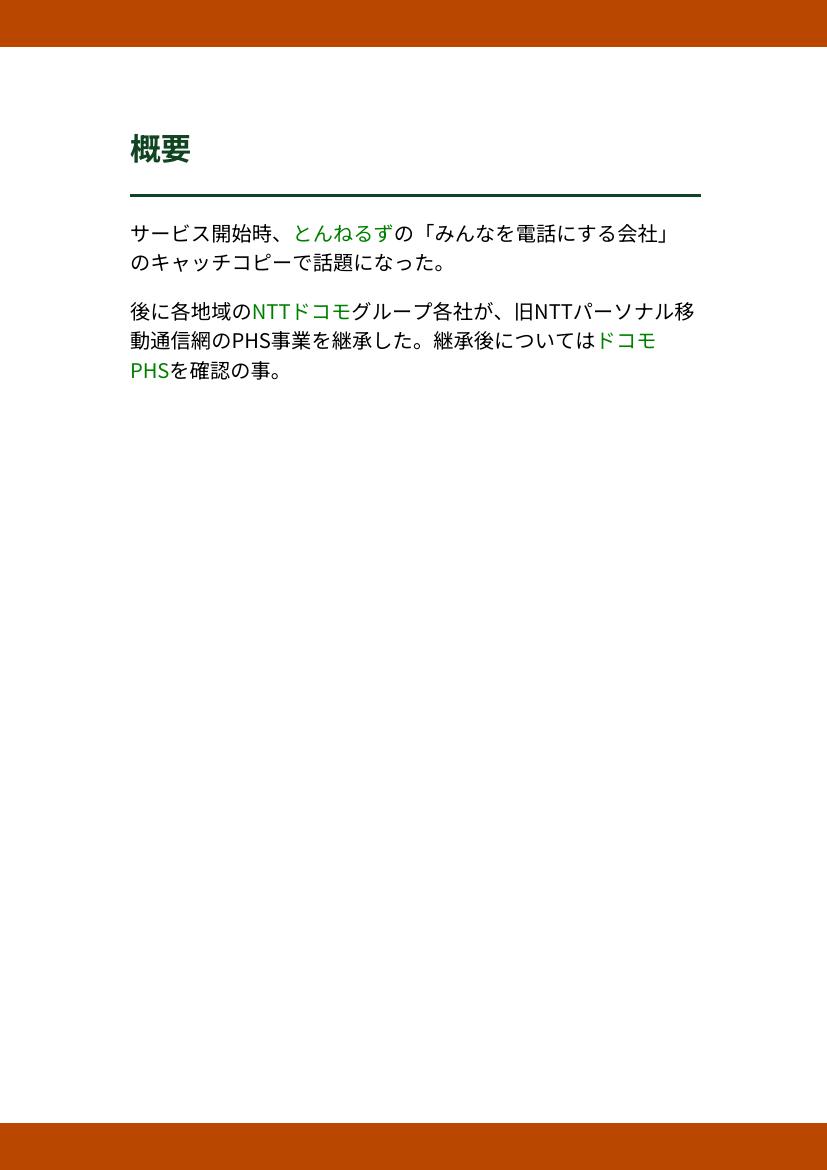 概要
サービス開始時、とんねるずの「みんなを電話にする会社」
のキャッチコピーで話題になった。
後に各地域のNTTドコモグループ各社が、旧NTTパーソナル移
動通信網のPHS事業を継承した。継承後についてはドコモ
PHSを確認の事。